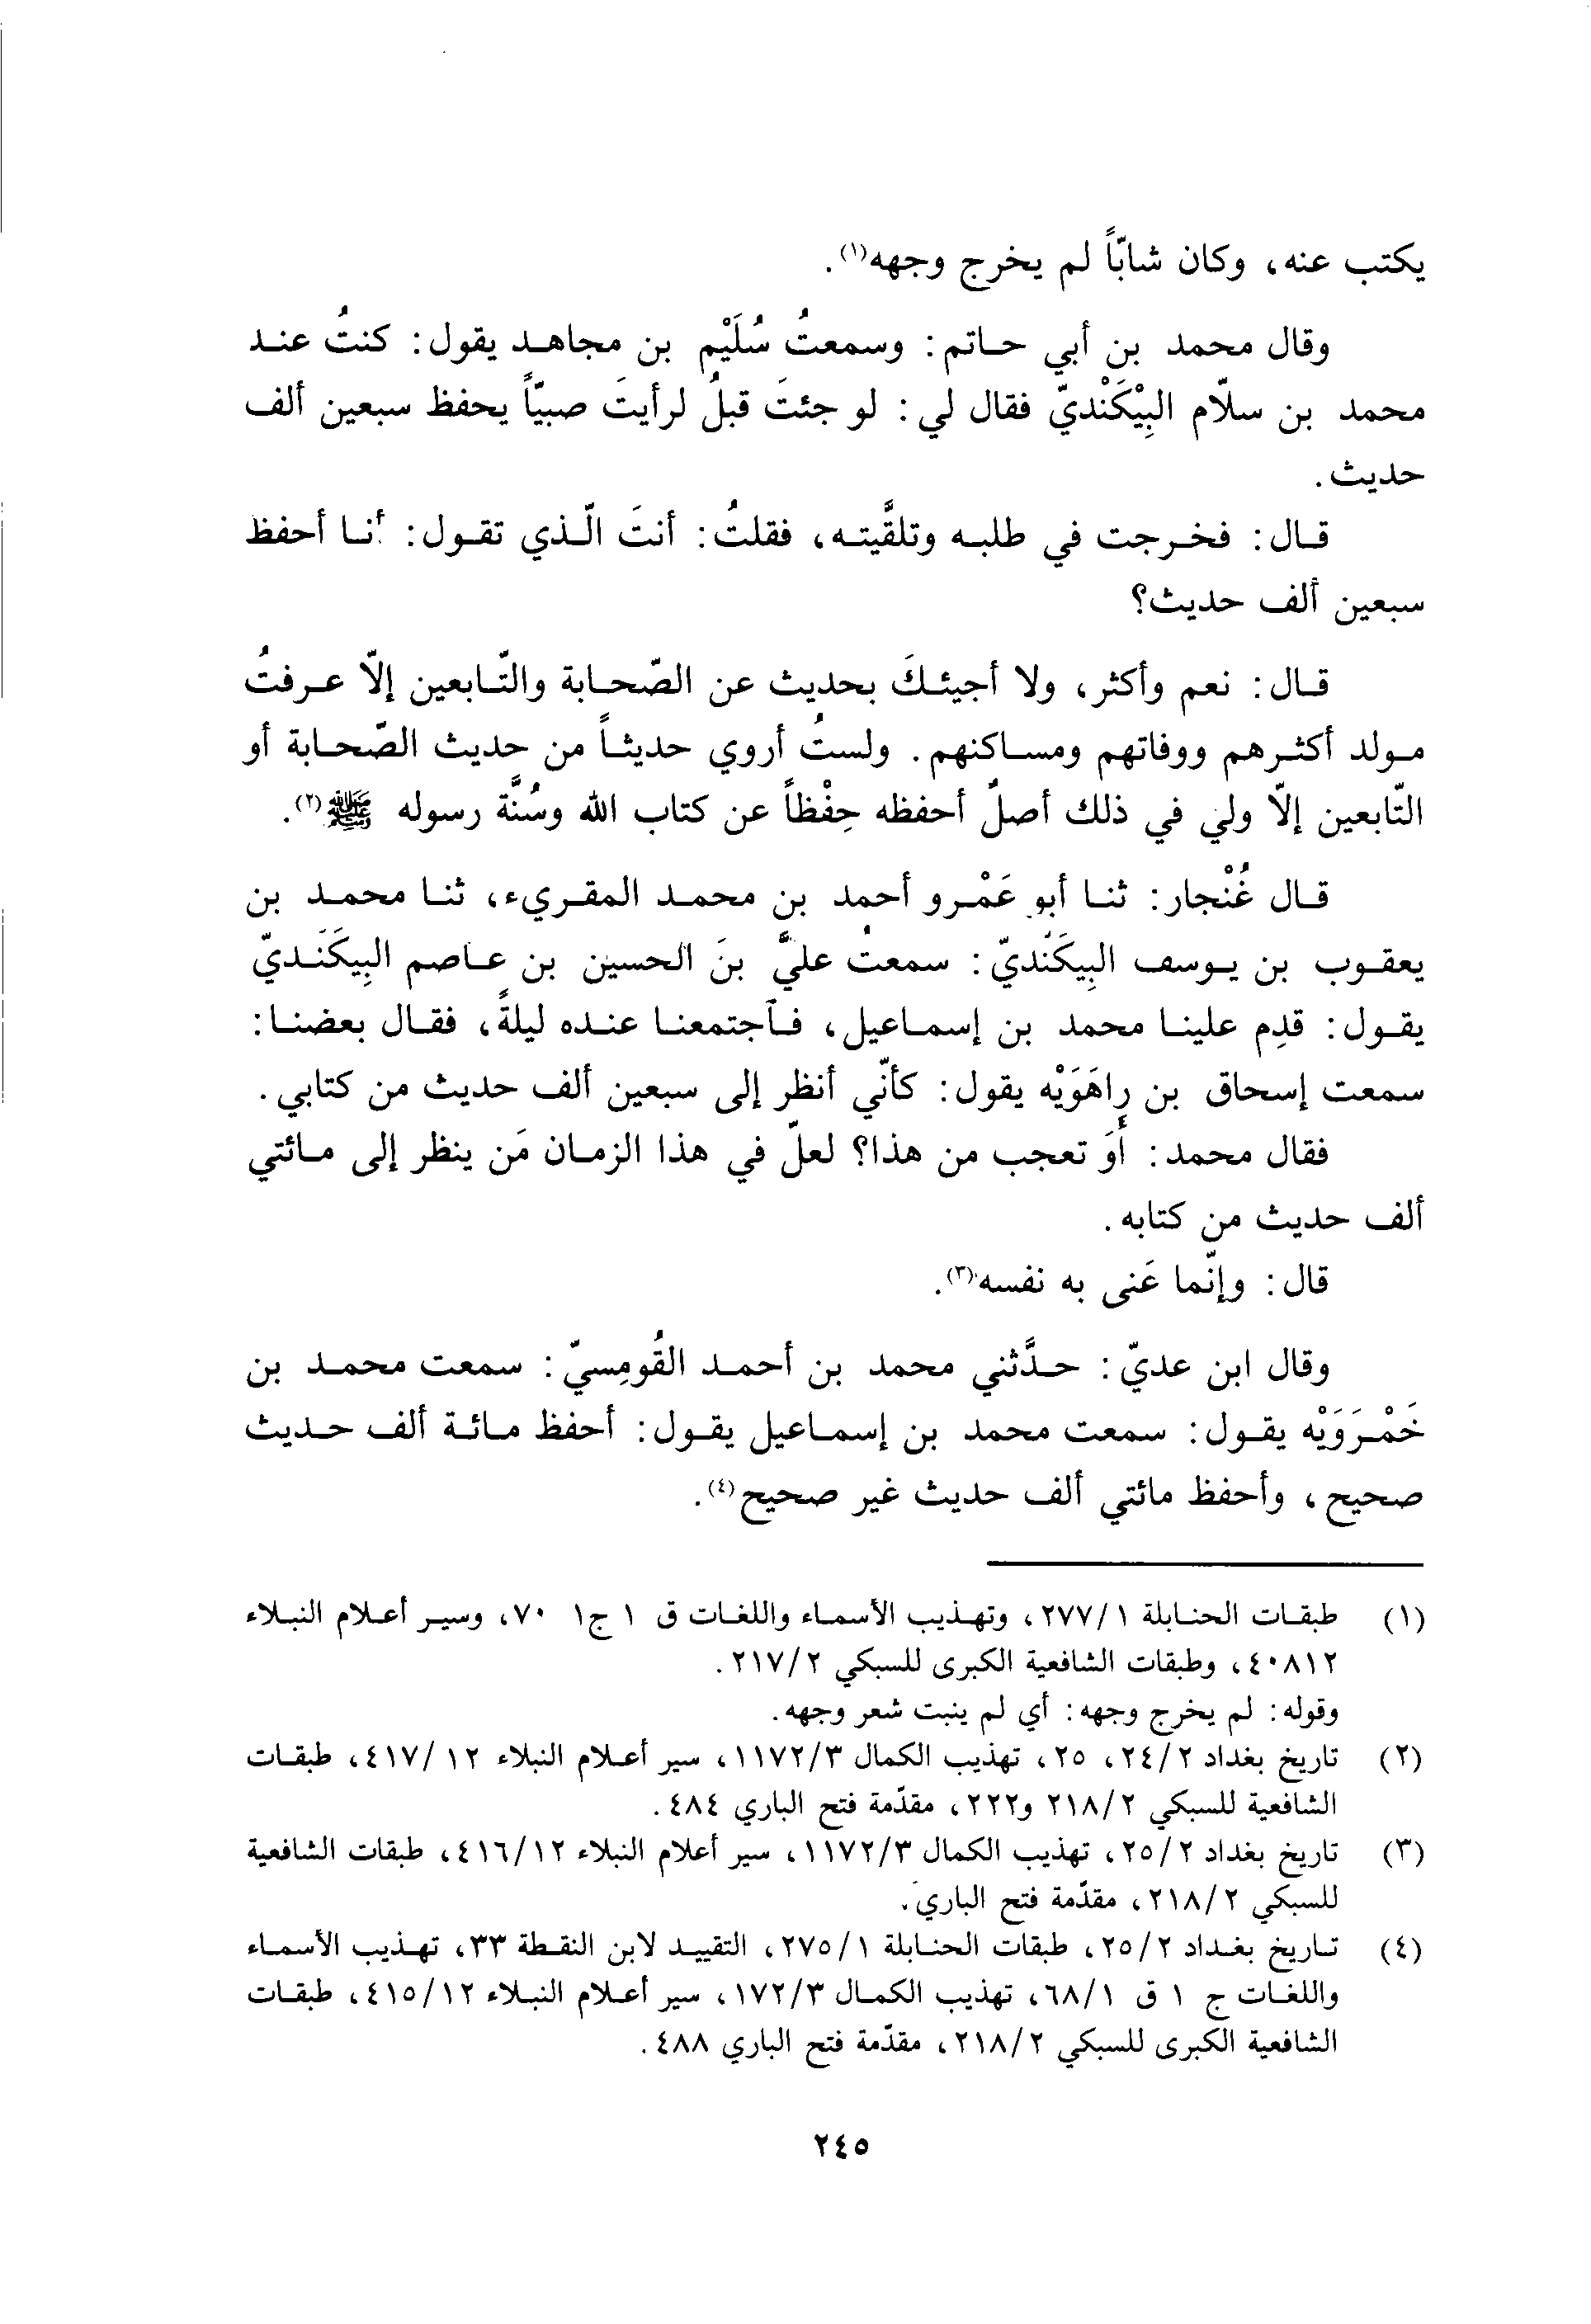 يكتب عنه، وكان شابّاً لم يخرج وجهه(١).
وقال محمد بن أبي حاتم: وسمعتُ سُلَيْم بن مجاهد يقول: كنتُ عند
محمد بن سلّام البِيْكَنْديّ فقال لي: لو جئتَ قبلُ لرأيتَ صبيّاً يحفظ سبعين ألف
حديث.
قال: فخرجت في طلبه وتلقَّيته، فقلتُ: أنتَ الّذي تقول: أنا أحفظ
سبعين ألف حديث؟
قال: نعم وأكثر، ولا أجيئكَ بحديث عن الصّحابة والتّابعين إلّا عرفتُ
مولد أكثرهم ووفاتهم ومساكنهم. ولستُ أروي حديثاً من حديث الصّحابة أو
التّابعين إلّا ولي في ذلك أصلٌ أحفظه حِفْظاً عن كتاب الله وسُنَّة رسوله ﷺ(٢).
قال غُنْجار: ثنا أبو عَمْرو أحمد بن محمد المقريء، ثنا محمد بن
يعقوب بن يوسف البِيكَنْديّ: سمعتُ عليَّ بنَ الحسين بن عاصم البِيكَنْديّ
يقول: قدِم علينا محمد بن إسماعيل، فآجتمعنا عنده ليلةً، فقال بعضنا:
سمعت إسحاق بن رِاهَوَيْه يقول: كأنّي أنظر إلى سبعين ألف حديث من كتابي.
فقال محمد: أَوَ تعجب من هذا؟ لعلّ في هذا الزمان مَن ينظر إلى مائتي
ألف حديث من كتابه.
قال: وإنّما عَنى به نفسه(٣).
وقال ابن عديّ: حدَّثني محمد بن أحمد القُومِسيّ: سمعت محمد بن
خَمْرَوَيْه يقول: سمعت محمد بن إسماعيل يقول: أحفظ مائة ألف حديث
صحيح، وأحفظ مائتي ألف حديث غير صحيح(٤).
(١) طبقات الحنابلة ٢٧٧/١، وتهذيب الأسماء واللغات ق ١ ج١ ٧٠، وسير أعلام النبلاء
٤٠٨١٢، وطبقات الشافعية الكبرى للسبكي ٢١٧/٢.
وقوله: لم يخرج وجهه: أي لم ينبت شعر وجهه.
(٢) تاريخ بغداد ٢٤/٢، ٢٥، تهذيب الكمال ١١٧٢/٣، سير أعلام النبلاء ٤١٧/١٢، طبقات
الشافعية للسبكي ٢١٨/٢ و٢٢٢، مقدّمة فتح الباري ٤٨٤.
(٣) تاريخ بغداد ٢٥/٢، تهذيب الكمال ١١٧٢/٣، سير أعلام النبلاء ٤١٦/١٢، طبقات الشافعية
للسبكي ٢١٨/٢، مقدّمة فتح الباري.
(٤) تاريخ بغداد ٢٥/٢، طبقات الحنابلة ٢٧٥/١، التقييد لابن النقطة ٣٣، تهذيب الأسماء
واللغات ج ١ ق ٦٨/١، تهذيب الكمال ١٧٢/٣، سير أعلام النبلاء ٤١٥/١٢، طبقات
الشافعية الكبرى للسبكي ٢١٨/٢، مقدّمة فتح الباري ٤٨٨.
٢٤٥